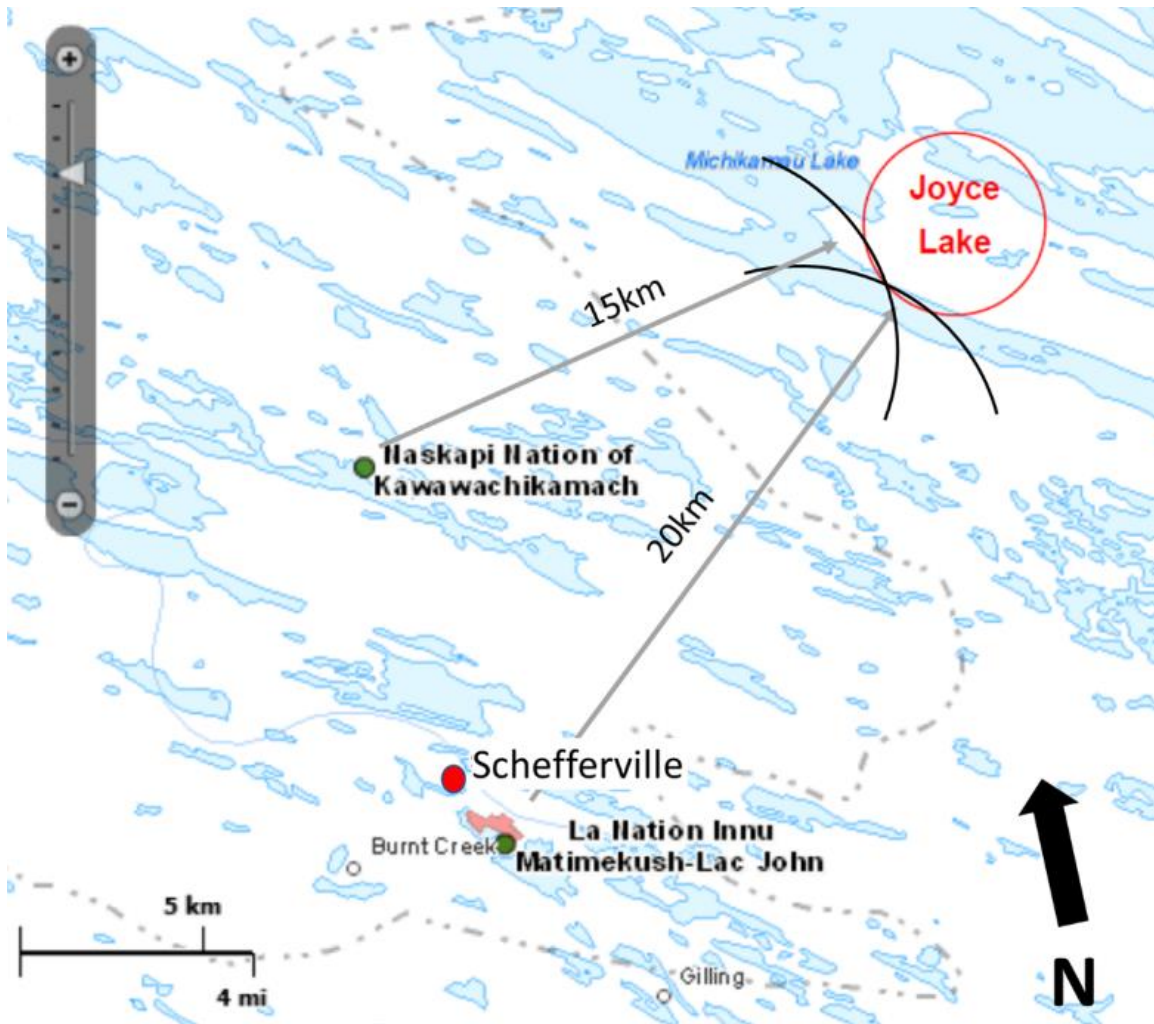 +
Michikamau Lake
Joyce
Lake
15km
Naskapi Nation of
Kawawachikamach
−
20km
Schefferville
La Nation Innu
Burnt Creek
Matimekush-Lac John
5 km
4 mi
Gilling
N